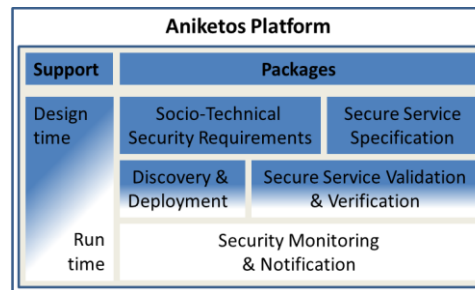 Aniketos Platform
Support
Packages
Design
time
Socio-Technical
Security Requirements
Secure Service
Specification
Discovery &
Deployment
Secure Service Validation
& Verification
Run
time
Security Monitoring
& Notification